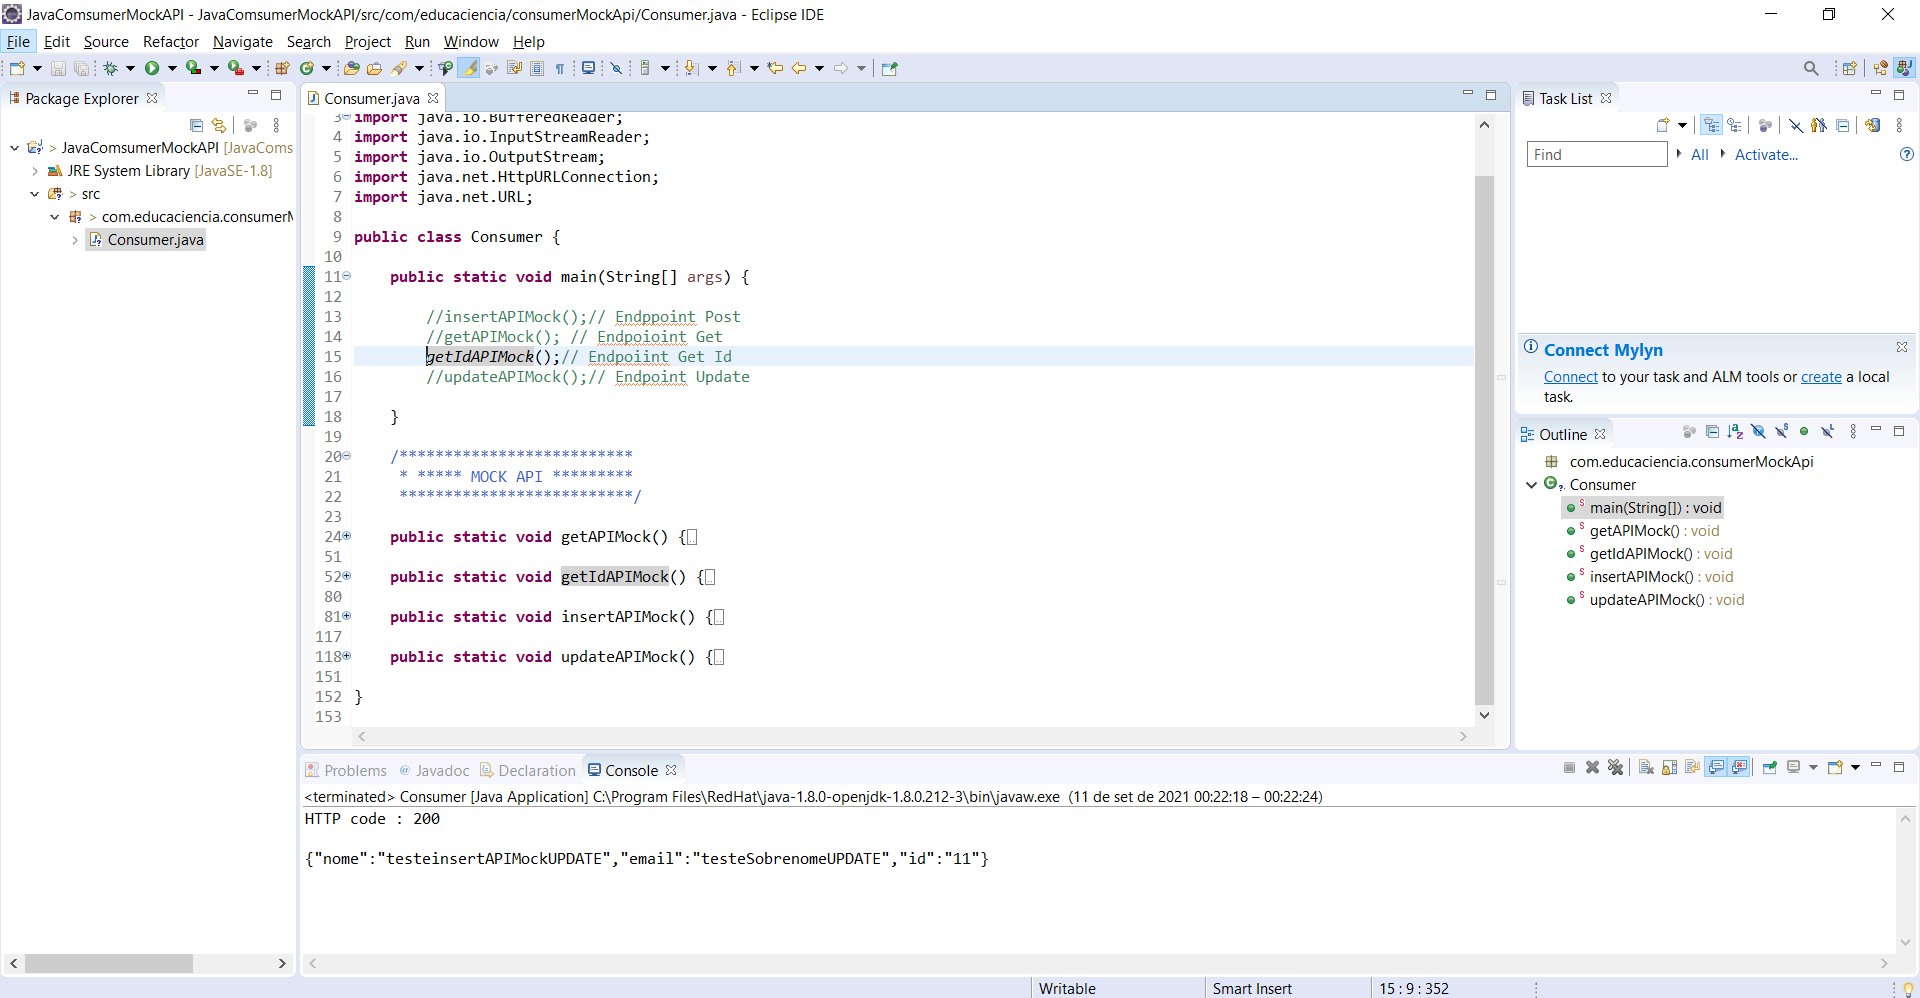 JavaComsumerMockAPI - JavaComsumerMockAPI/src/com/educaciencia/consumerMockApi/Consumer.java - Eclipse IDE
File Edit Source Refactor Navigate Search Project Run Window Help
Package Explorer
> JavaComsumerMockAPI [JavaComs
JRE System Library [JavaSE-1.8]
> src
> com.educaciencia.consumerM
Consumer.java
Consumer.java
3 import java.io.BufferedReader;
4 import java.io.InputStreamReader;
5 import java.io.OutputStream;
6 import java.net.HttpURLConnection;
7 import java.net.URL;
8
9 public class Consumer {
10
11 public static void main(String[] args) {
12
13 //insertAPIMock();// Endppoint Post
14 //getAPIMock(); // Endpoioint Get
15 getIdAPIMock();// Endpoiint Get Id
16 //updateAPIMock();// Endpoint Update
17
18 }
19
20 /**************************
21 * ***** MOCK API *********
22 **************************/
23
24 public static void getAPIMock() {
51
52 public static void getIdAPIMock() {
80
81 public static void insertAPIMock() {
117
118 public static void updateAPIMock() {
151
152 }
153
Task List
Find All Activate...
Connect Mylyn
Connect to your task and ALM tools or create a local
task.
Outline
com.educaciencia.consumerMockApi
Consumer
main(String[]) : void
getAPIMock() : void
getIdAPIMock() : void
insertAPIMock() : void
updateAPIMock() : void
Problems @ Javadoc Declaration Console
<terminated> Consumer [Java Application] C:\Program Files\RedHat\java-1.8.0-openjdk-1.8.0.212-3\bin\javaw.exe (11 de set de 2021 00:22:18 – 00:22:24)
HTTP code : 200
{"nome":"testeinsertAPIMockUPDATE","email":"testeSobrenomeUPDATE","id":"11"}
Writable Smart Insert 15 : 9 : 352